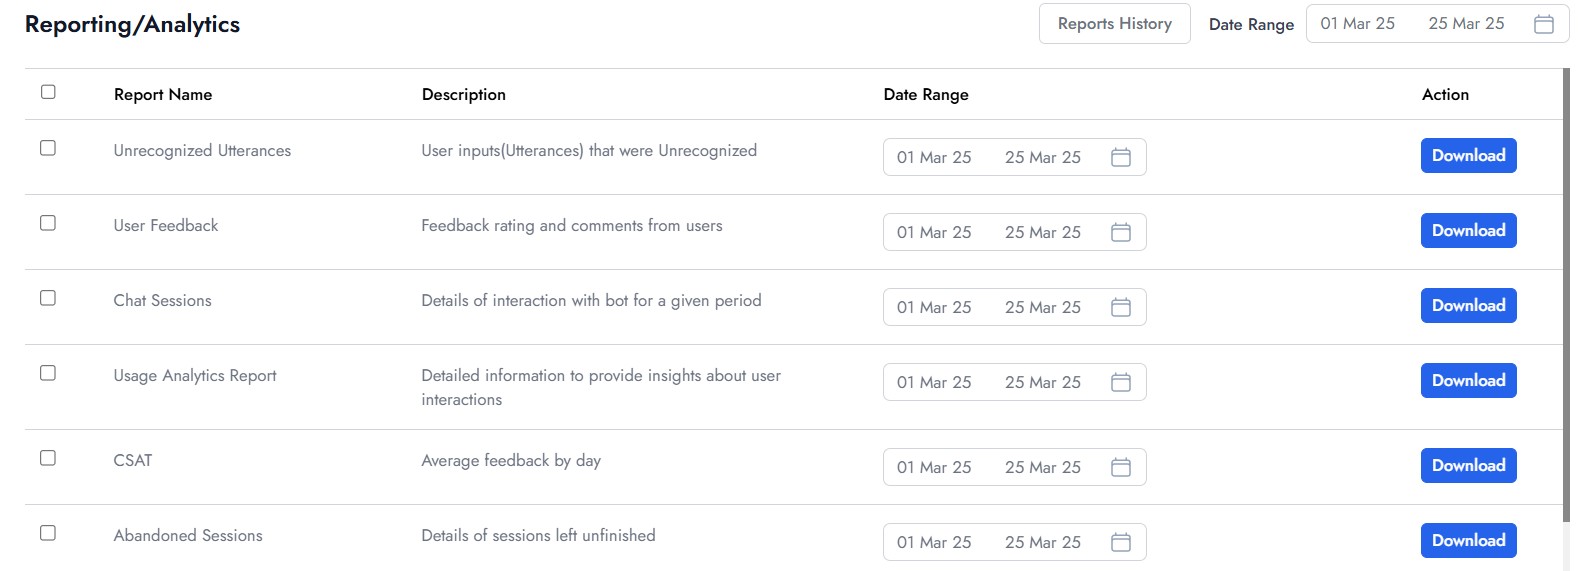 Reporting/Analytics
Reports History
Date Range
01 Mar 25 25 Mar 25
Report Name Description Date Range Action
Unrecognized Utterances User inputs(Utterances) that were Unrecognized 01 Mar 25 25 Mar 25 Download
User Feedback Feedback rating and comments from users 01 Mar 25 25 Mar 25 Download
Chat Sessions Details of interaction with bot for a given period 01 Mar 25 25 Mar 25 Download
Usage Analytics Report Detailed information to provide insights about user 01 Mar 25 25 Mar 25 Download
interactions
CSAT Average feedback by day 01 Mar 25 25 Mar 25 Download
Abandoned Sessions Details of sessions left unfinished 01 Mar 25 25 Mar 25 Download